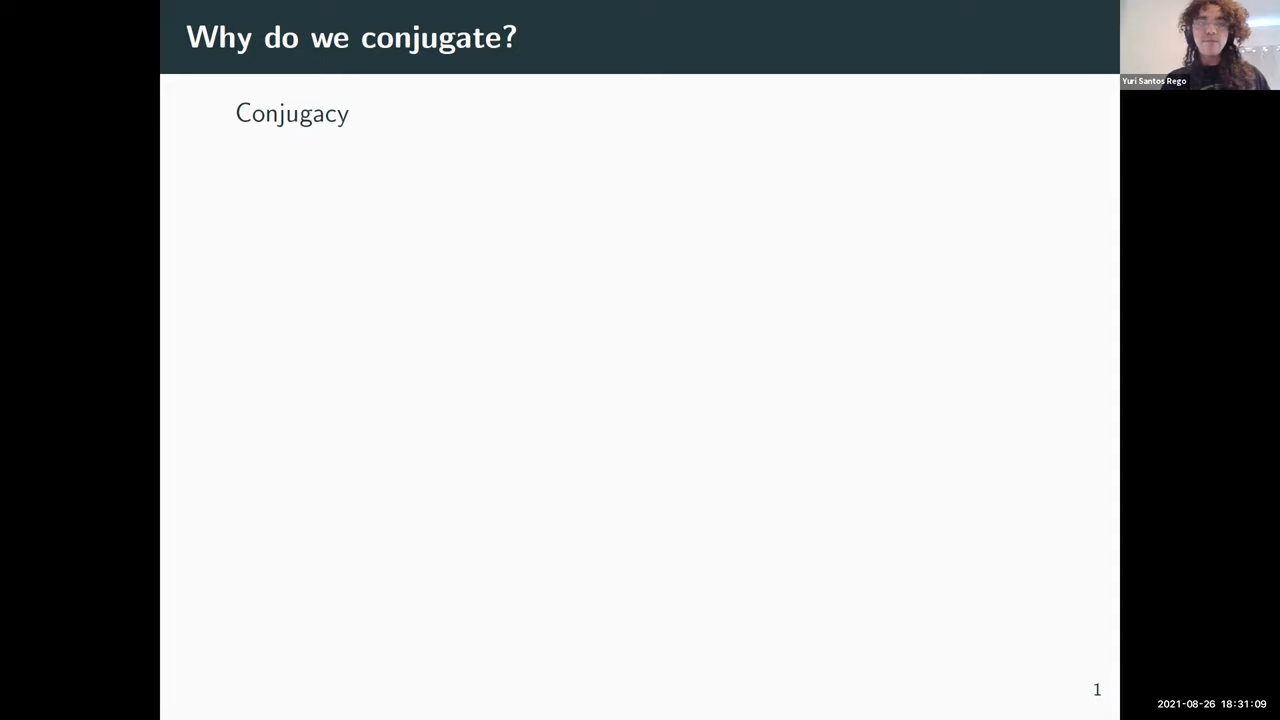 Why do we conjugate?
Yuri Santos Rego
Conjugacy
1
2021-08-26 18:31:09